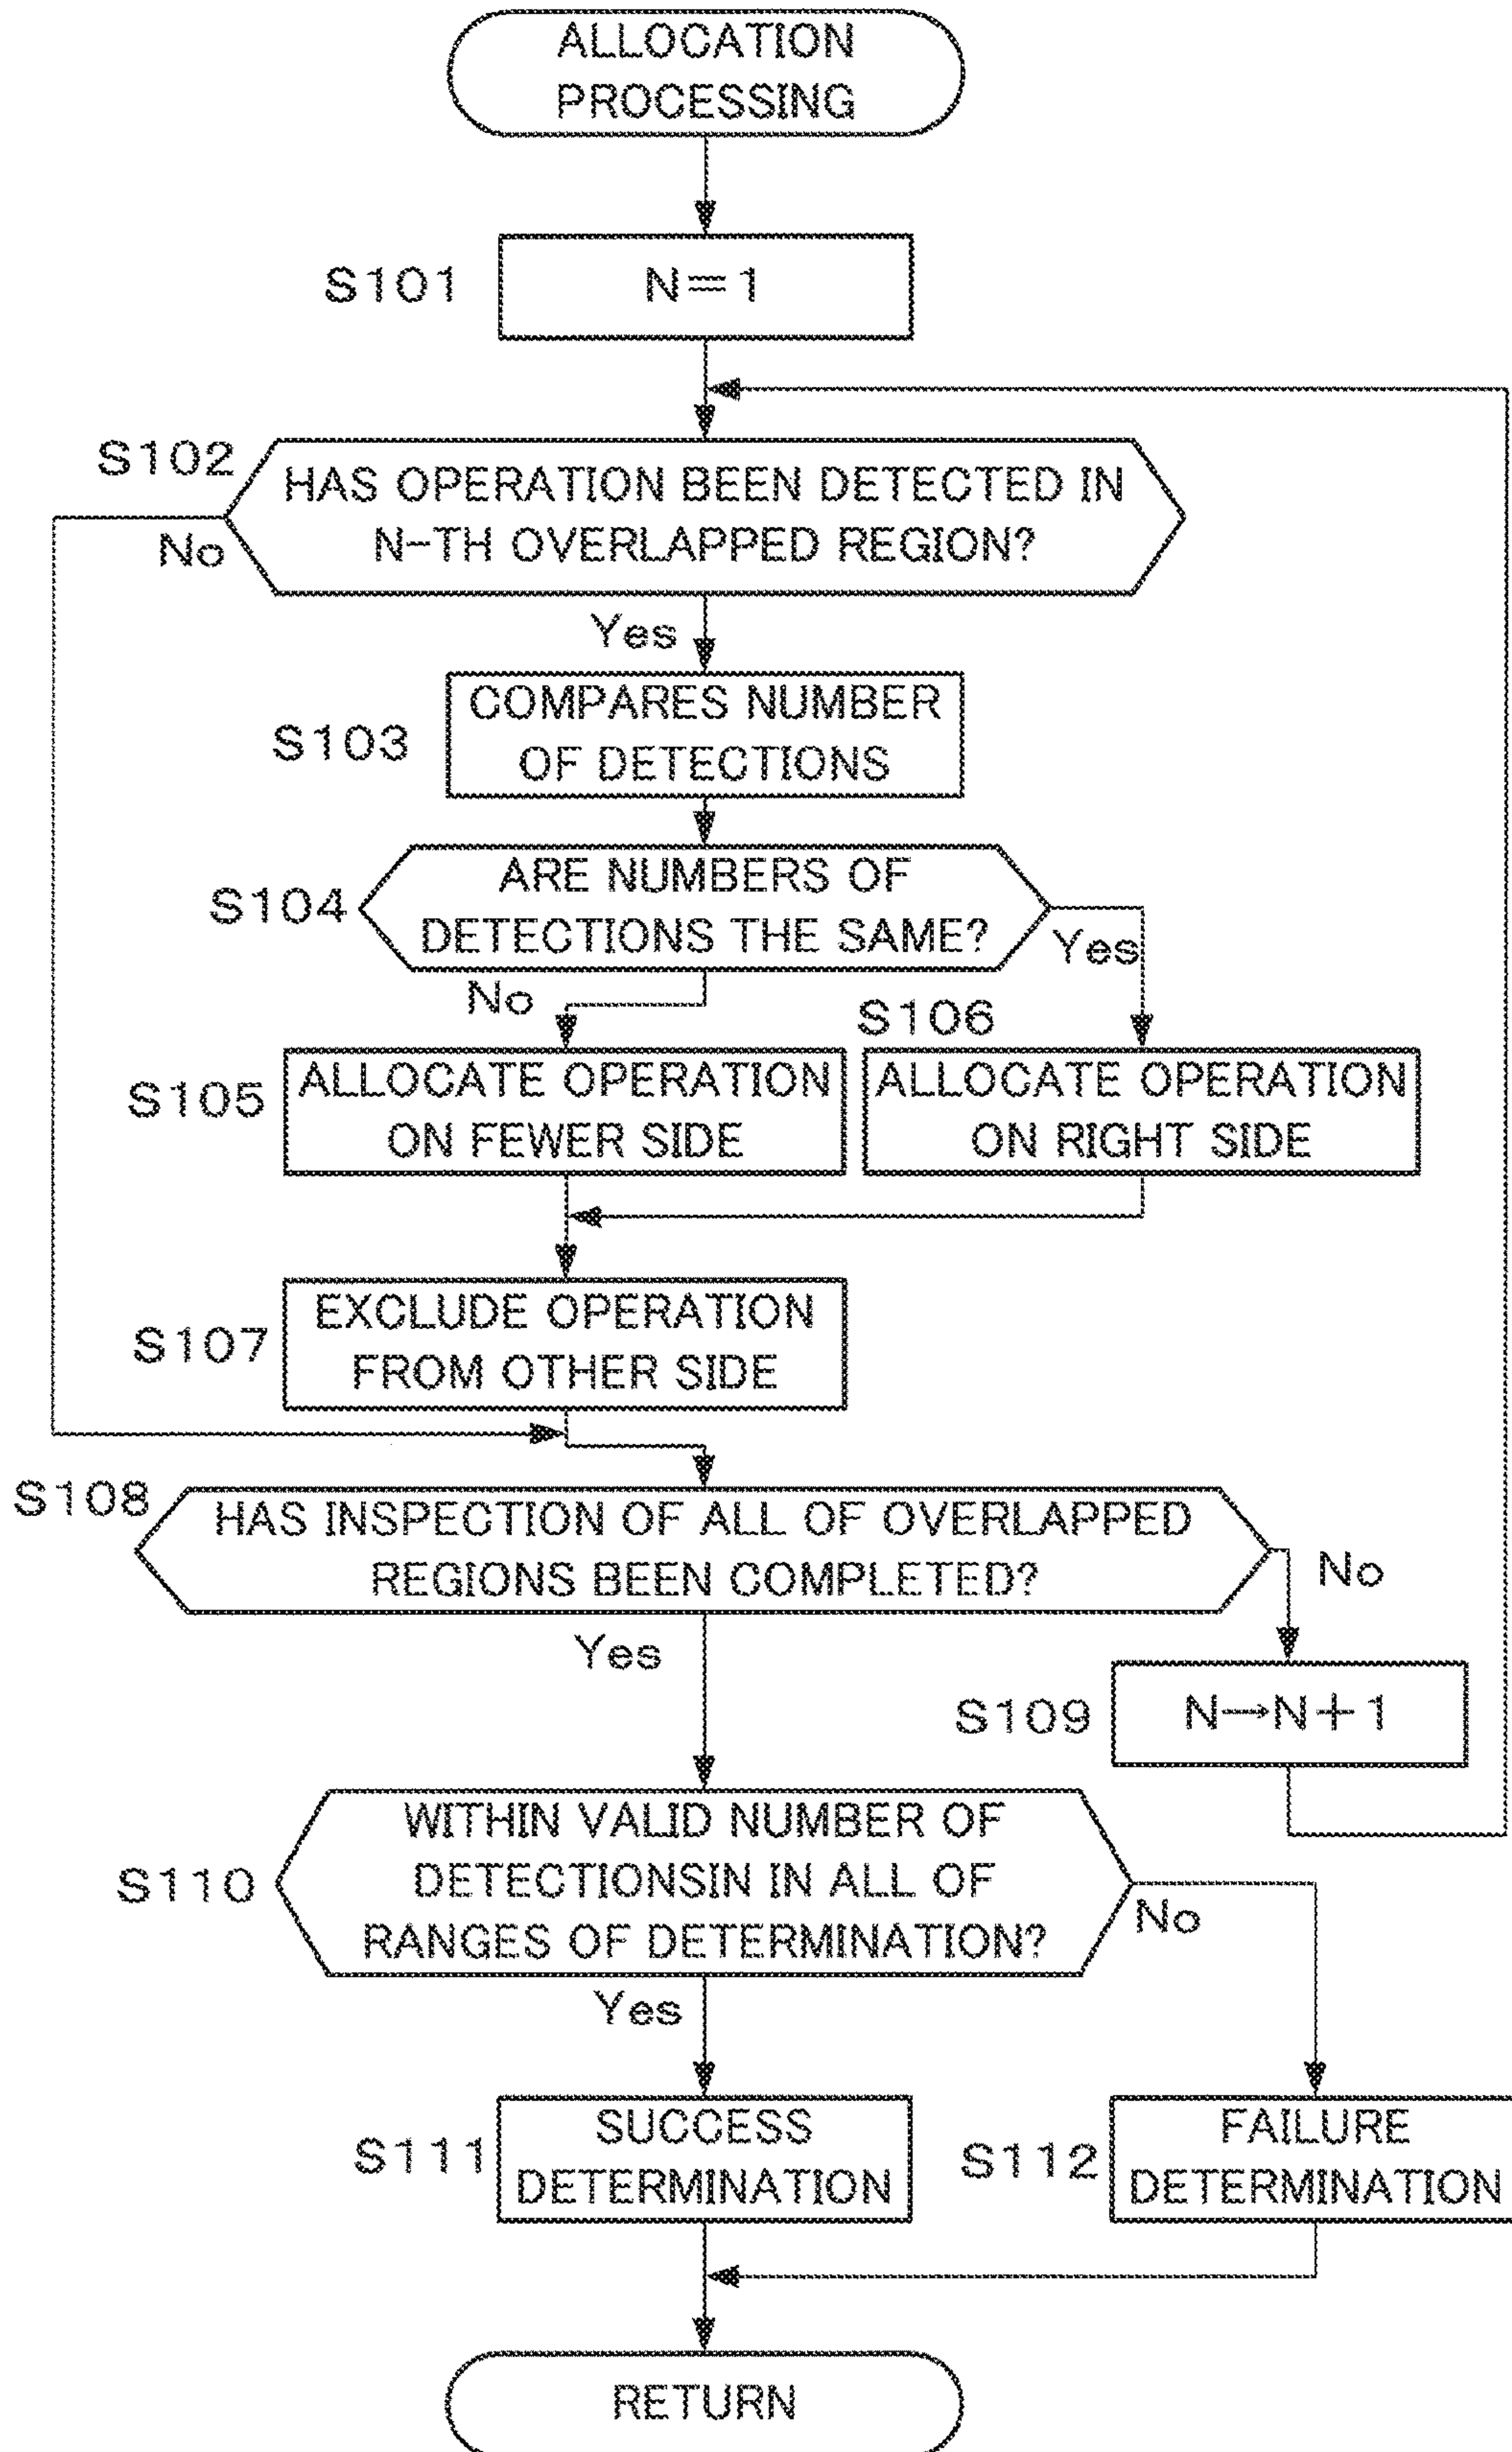 ALLOCATION
PROCESSING
S101
N=1
S102
HAS OPERATION BEEN DETECTED IN
N-TH OVERLAPPED REGION?
No
Yes
S103
COMPARES NUMBER
OF DETECTIONS
S104
ARE NUMBERS OF
DETECTIONS THE SAME?
Yes
No
S105
ALLOCATE OPERATION
ON FEWER SIDE
S106
ALLOCATE OPERATION
ON RIGHT SIDE
S107
EXCLUDE OPERATION
FROM OTHER SIDE
S108
HAS INSPECTION OF ALL OF OVERLAPPED
REGIONS BEEN COMPLETED?
No
Yes
S109
N→N+1
S110
WITHIN VALID NUMBER OF
DETECTIONSIN IN ALL OF
RANGES OF DETERMINATION?
No
Yes
S111
SUCCESS
DETERMINATION
S112
FAILURE
DETERMINATION
RETURN